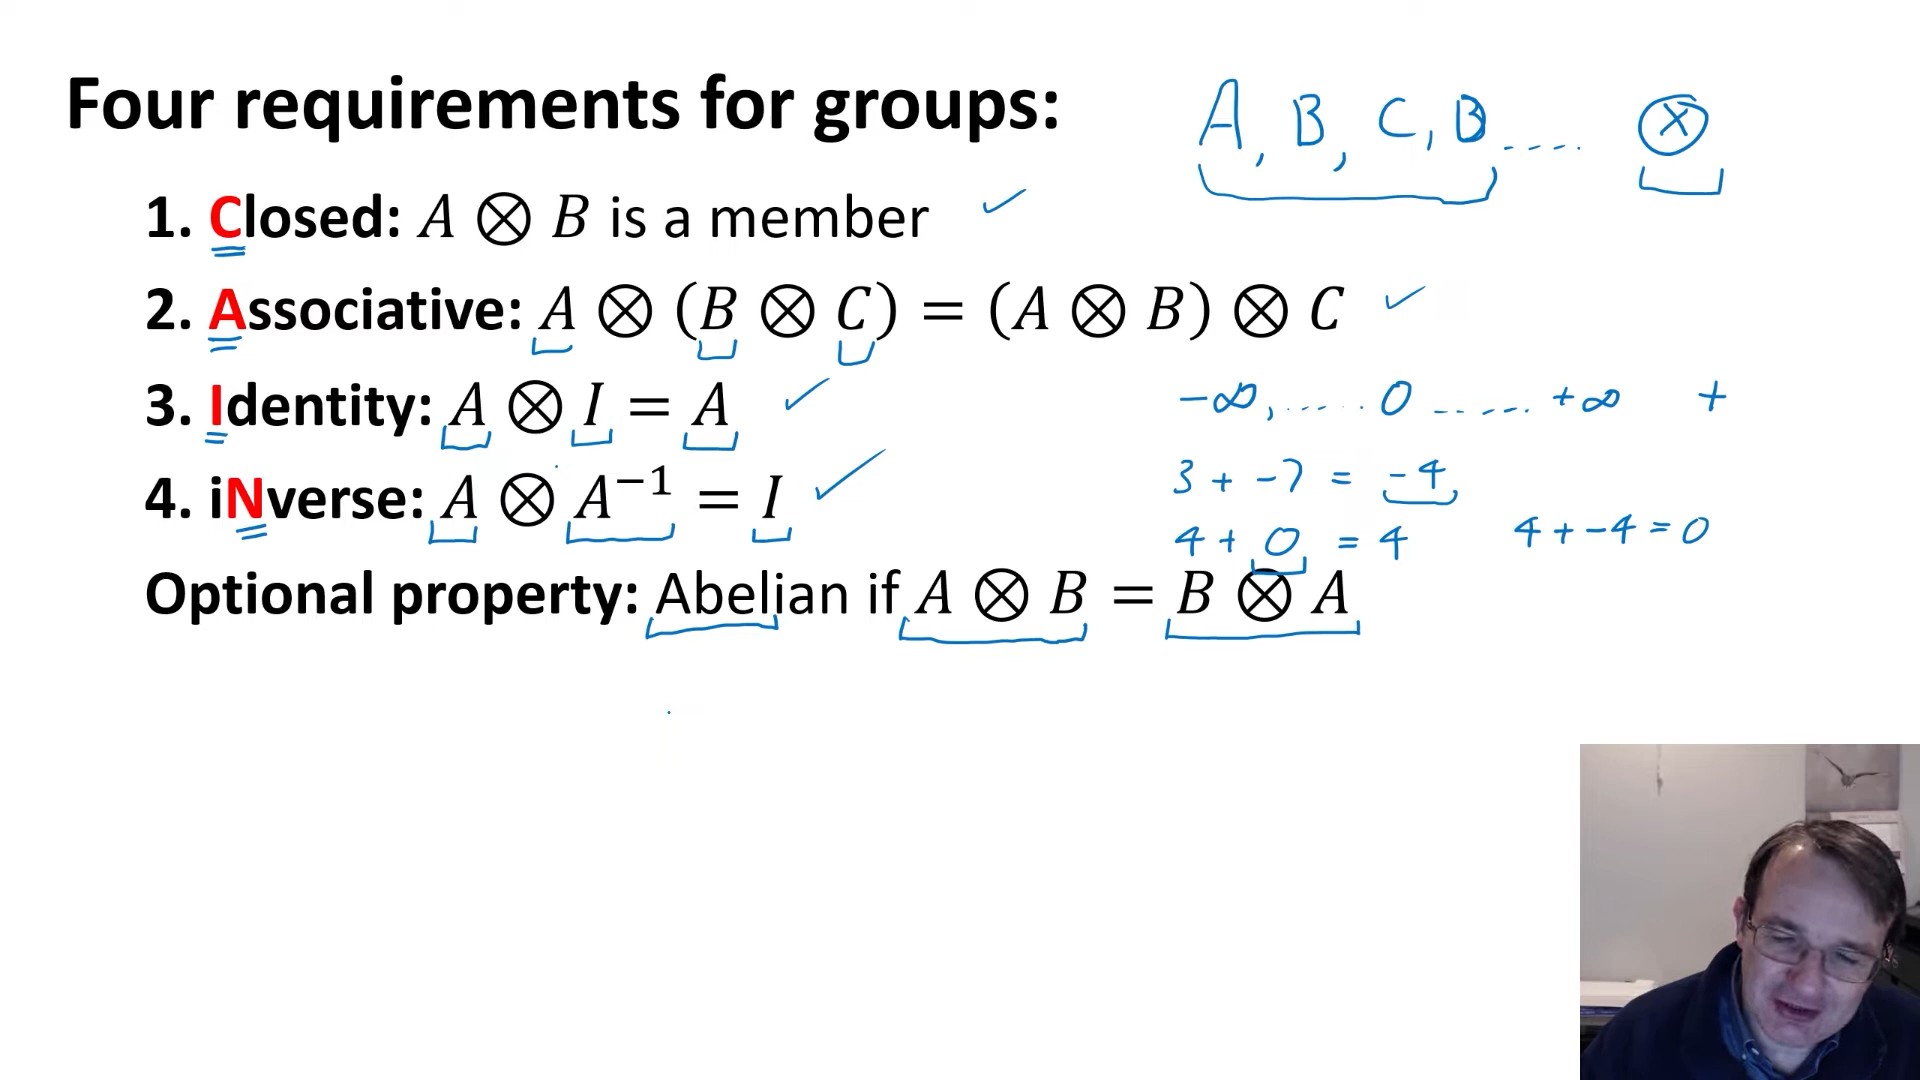 Four requirements for groups:
A, B, C, B..... ⊗
1. Closed: A ⊗ B is a member ✓
2. Associative: A ⊗ (B ⊗ C) = (A ⊗ B) ⊗ C ✓
3. Identity: A ⊗ I = A ✓
-∞, ..... 0 ...... +∞ +
3 + -7 = -4
4. iNverse: A ⊗ A⁻¹ = I ✓
4 + 0 = 4 4 + -4 = 0
Optional property: Abelian if A ⊗ B = B ⊗ A